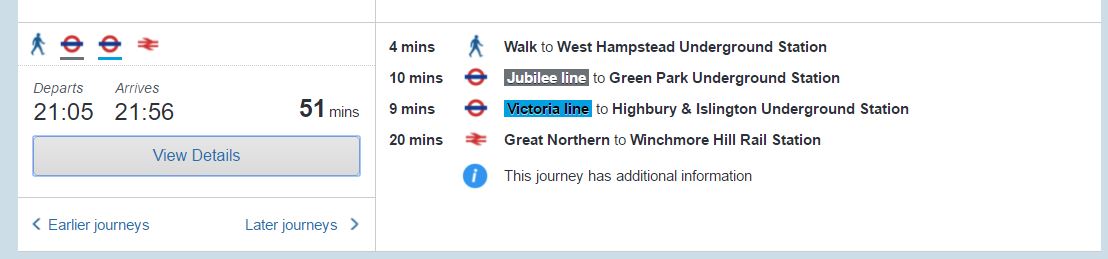 Departs Arrives
21:05 21:56 51 mins
View Details
Earlier journeys Later journeys
4 mins Walk to West Hampstead Underground Station
10 mins Jubilee line to Green Park Underground Station
9 mins Victoria line to Highbury & Islington Underground Station
20 mins Great Northern to Winchmore Hill Rail Station
This journey has additional information